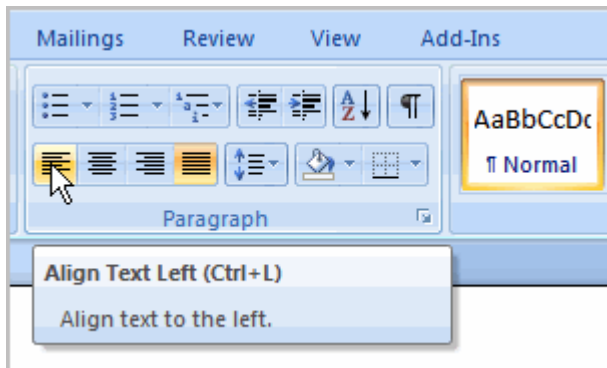 Mailings Review View Add-Ins
AaBbCcDc
¶ Normal
Paragraph
Align Text Left (Ctrl+L)
Align text to the left.